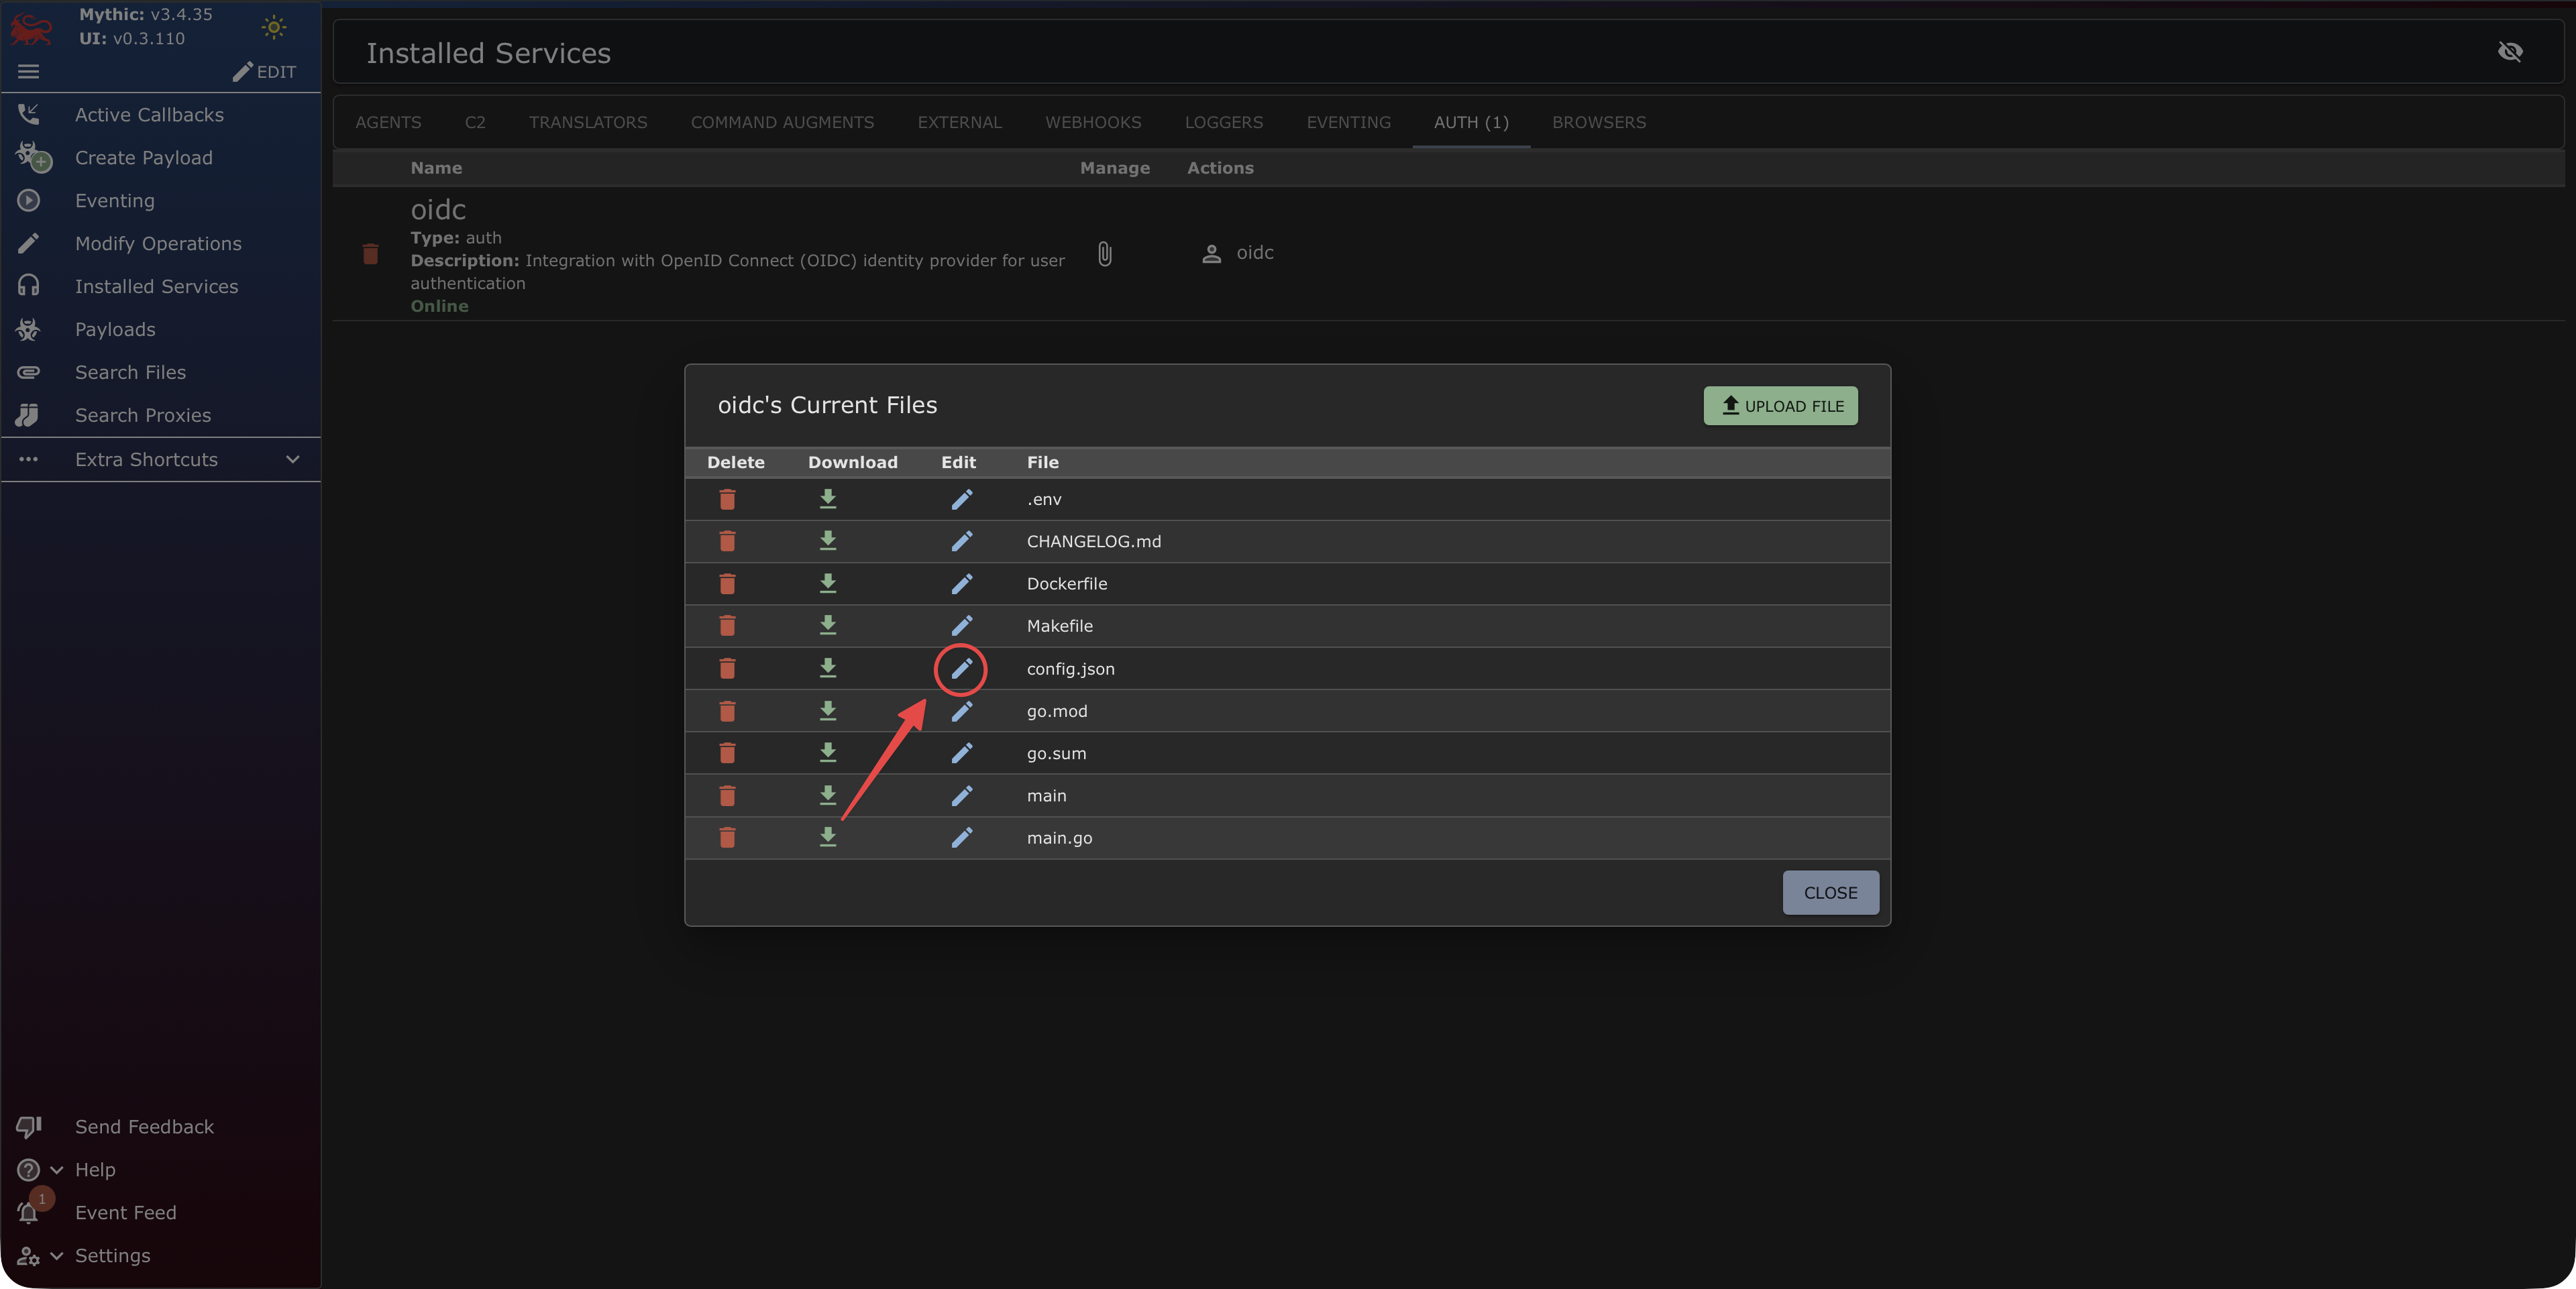 Mythic: v3.4.35
UI: v0.3.110
EDIT
Active Callbacks
Create Payload
Eventing
Modify Operations
Installed Services
Payloads
Search Files
Search Proxies
Extra Shortcuts
Send Feedback
Help
1
Event Feed
Settings
Installed Services
AGENTS C2 TRANSLATORS COMMAND AUGMENTS EXTERNAL WEBHOOKS LOGGERS EVENTING AUTH (1) BROWSERS
Name Manage Actions
oidc
Type: auth
Description: Integration with OpenID Connect (OIDC) identity provider for user
authentication
Online
oidc
oidc's Current Files
UPLOAD FILE
Delete Download Edit File
.env
CHANGELOG.md
Dockerfile
Makefile
config.json
go.mod
go.sum
main
main.go
CLOSE